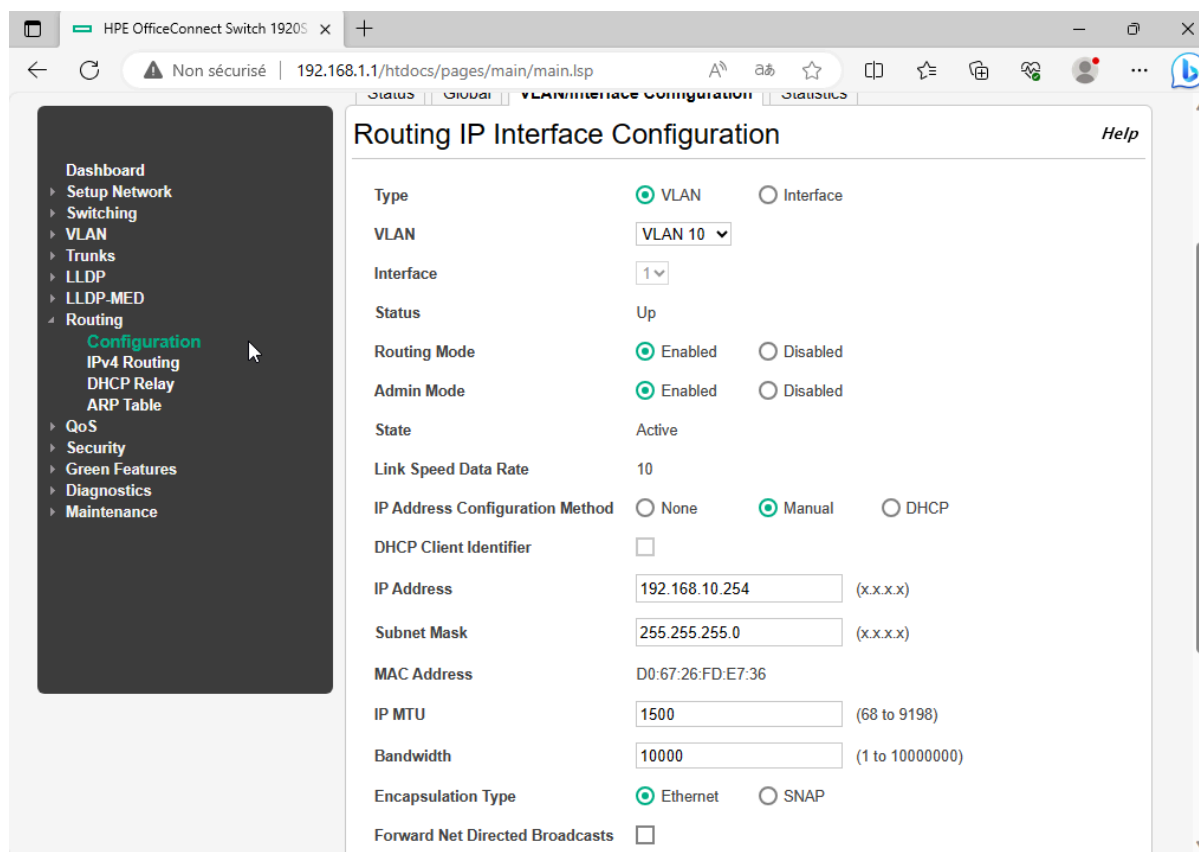 HPE OfficeConnect Switch 1920S
Non sécurisé 192.168.1.1/htdocs/pages/main/main.lsp
Status Global VLAN/Interface Configuration Statistics
Routing IP Interface Configuration Help
Dashboard
Setup Network
Switching
VLAN
Trunks
LLDP
LLDP-MED
Routing
Configuration
IPv4 Routing
DHCP Relay
ARP Table
QoS
Security
Green Features
Diagnostics
Maintenance
Type VLAN Interface
VLAN VLAN 10
Interface 1
Status Up
Routing Mode Enabled Disabled
Admin Mode Enabled Disabled
State Active
Link Speed Data Rate 10
IP Address Configuration Method None Manual DHCP
DHCP Client Identifier
IP Address 192.168.10.254 (x.x.x.x)
Subnet Mask 255.255.255.0 (x.x.x.x)
MAC Address D0:67:26:FD:E7:36
IP MTU 1500 (68 to 9198)
Bandwidth 10000 (1 to 10000000)
Encapsulation Type Ethernet SNAP
Forward Net Directed Broadcasts